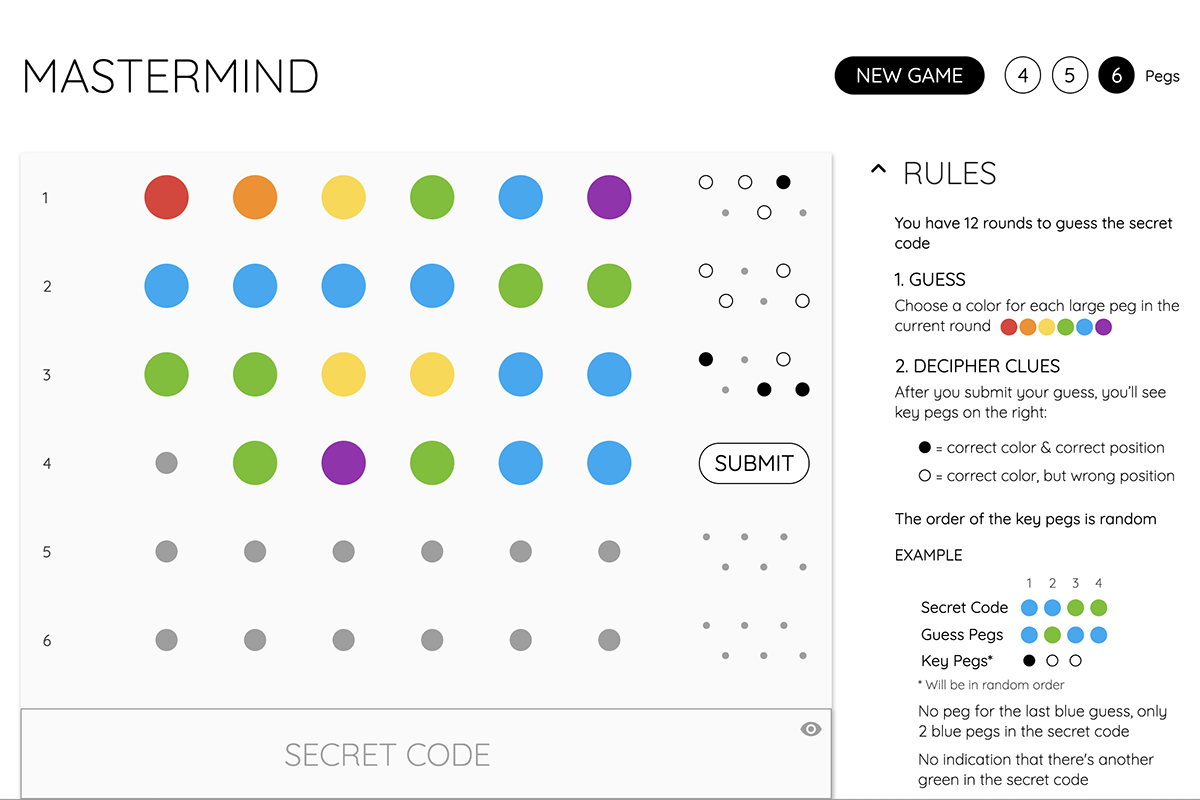 MASTERMIND
NEW GAME 4 5 6 Pegs
1
2
3
4 SUBMIT
5
6
SECRET CODE
RULES
You have 12 rounds to guess the secret
code
1. GUESS
Choose a color for each large peg in the
current round
2. DECIPHER CLUES
After you submit your guess, you'll see
key pegs on the right:
= correct color & correct position
= correct color, but wrong position
The order of the key pegs is random
EXAMPLE
1 2 3 4
Secret Code
Guess Pegs
Key Pegs*
* Will be in random order
No peg for the last blue guess, only
2 blue pegs in the secret code
No indication that there's another
green in the secret code